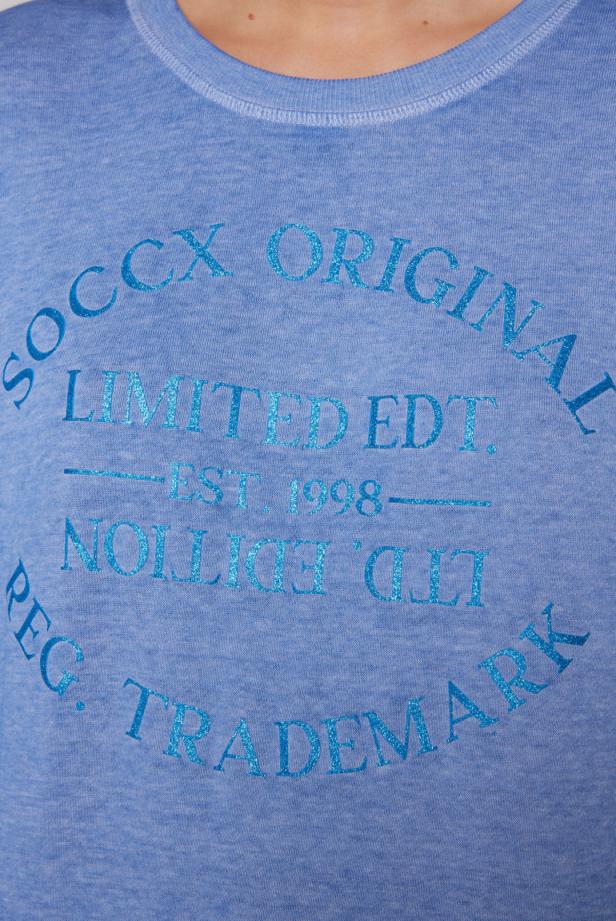 SOCCX ORIGINAL
LIMITED EDT.
EST. 1998
LTD. EDITION
REG. TRADEMARK